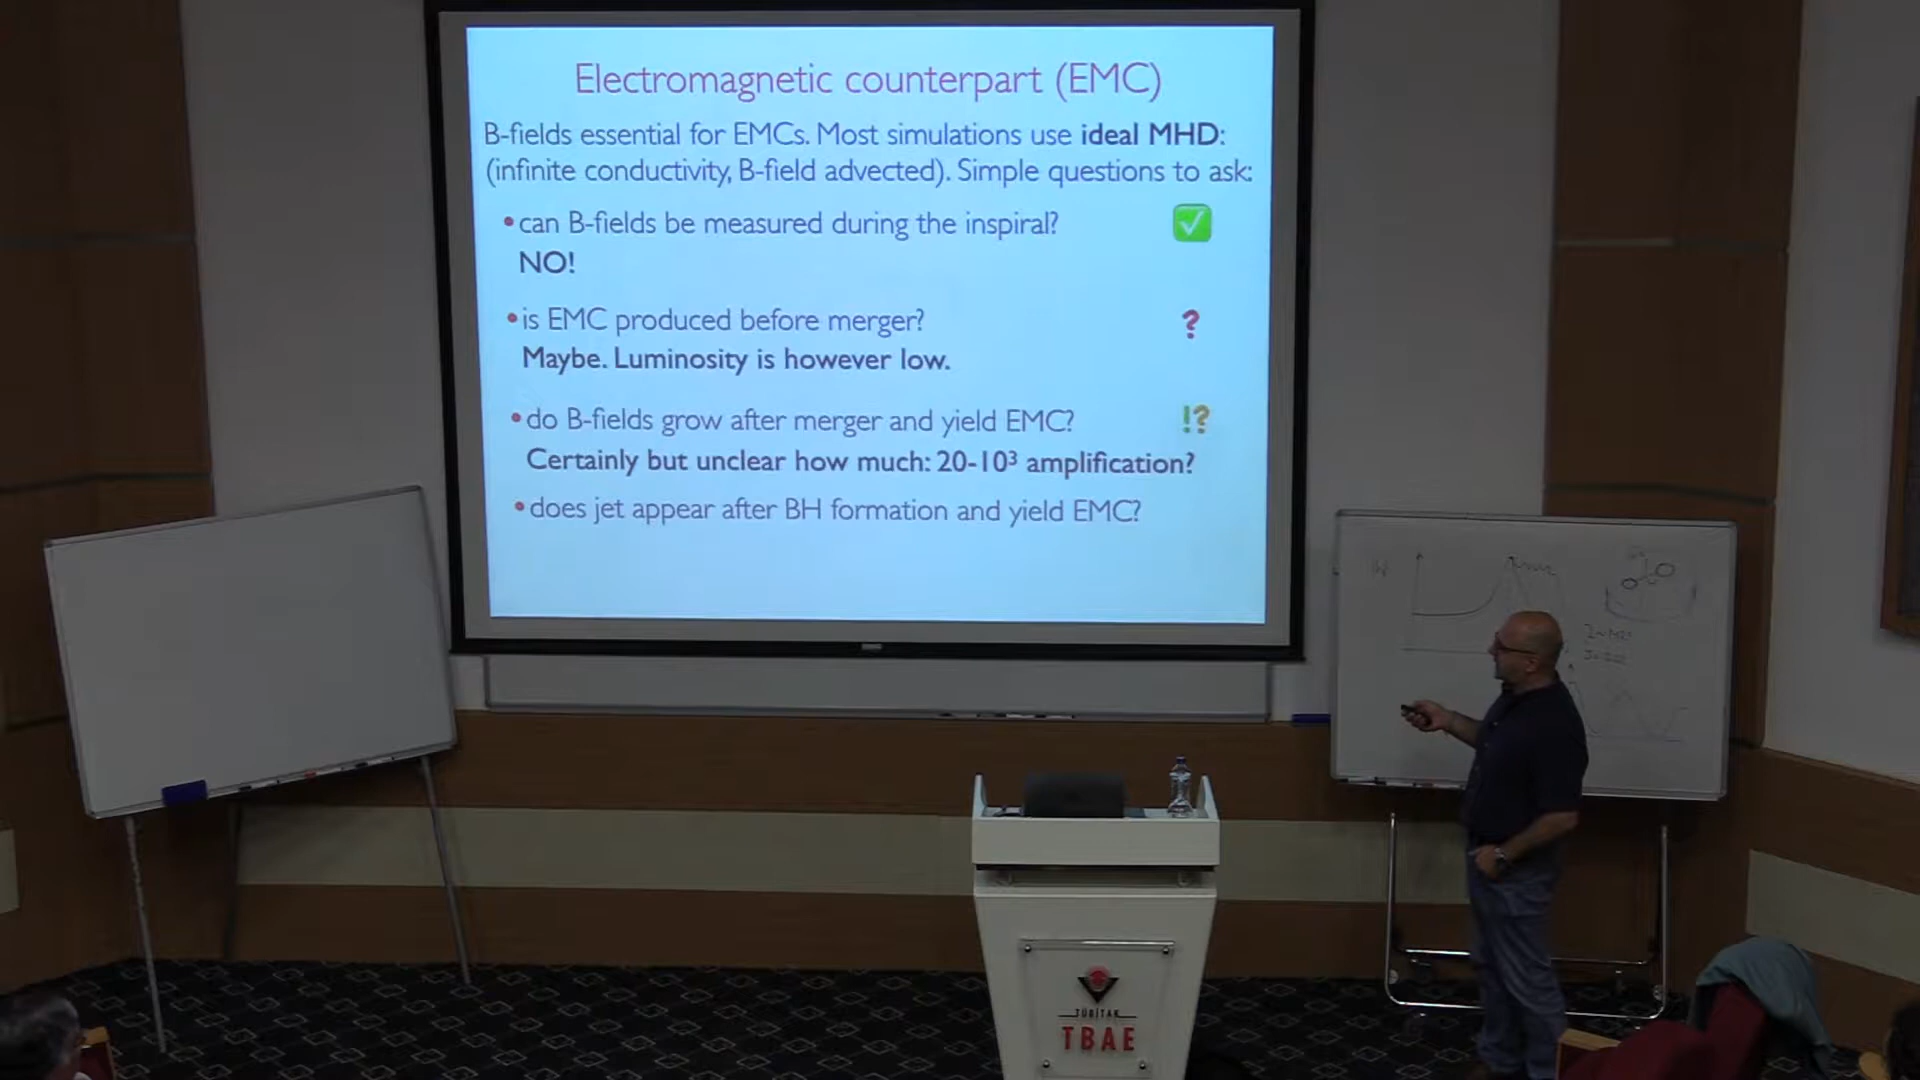 Electromagnetic counterpart (EMC)
B-fields essential for EMCs. Most simulations use ideal MHD:
(infinite conductivity, B-field advected). Simple questions to ask:
• can B-fields be measured during the inspiral? ✅
NO!
• is EMC produced before merger? ?
Maybe. Luminosity is however low.
• do B-fields grow after merger and yield EMC? !?
Certainly but unclear how much: 20-10³ amplification?
• does jet appear after BH formation and yield EMC?
TÜBİTAK
TBAE